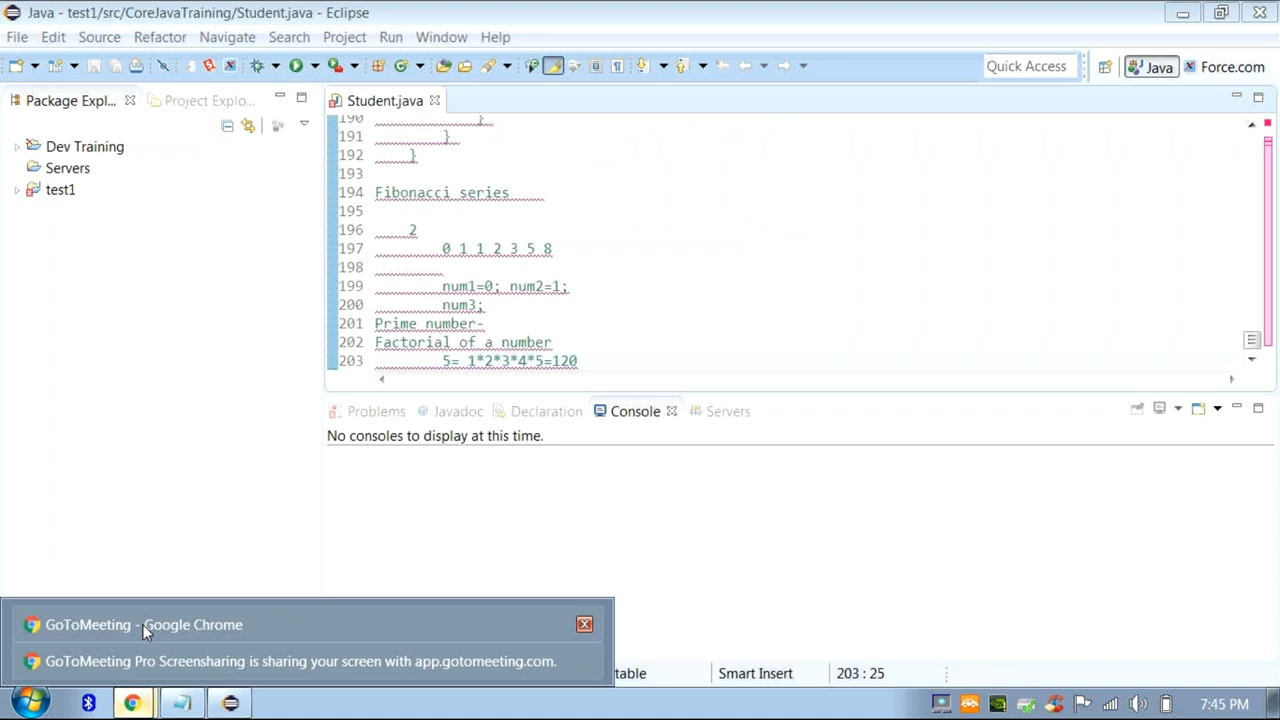 Java - test1/src/CoreJavaTraining/Student.java - Eclipse
File Edit Source Refactor Navigate Search Project Run Window Help
Quick Access Java Force.com
Package Expl... Project Explo...
Dev Training
Servers
test1
Student.java
190 }
191 }
192 }
193
194 Fibonacci series
195
196 2
197 0 1 1 2 3 5 8
198
199 num1=0; num2=1;
200 num3;
201 Prime number-
202 Factorial of a number
203 5= 1*2*3*4*5=120
Problems @ Javadoc Declaration Console Servers
No consoles to display at this time.
GoToMeeting - Google Chrome
GoToMeeting Pro Screensharing is sharing your screen with app.gotomeeting.com.
table Smart Insert 203 : 25
7:45 PM